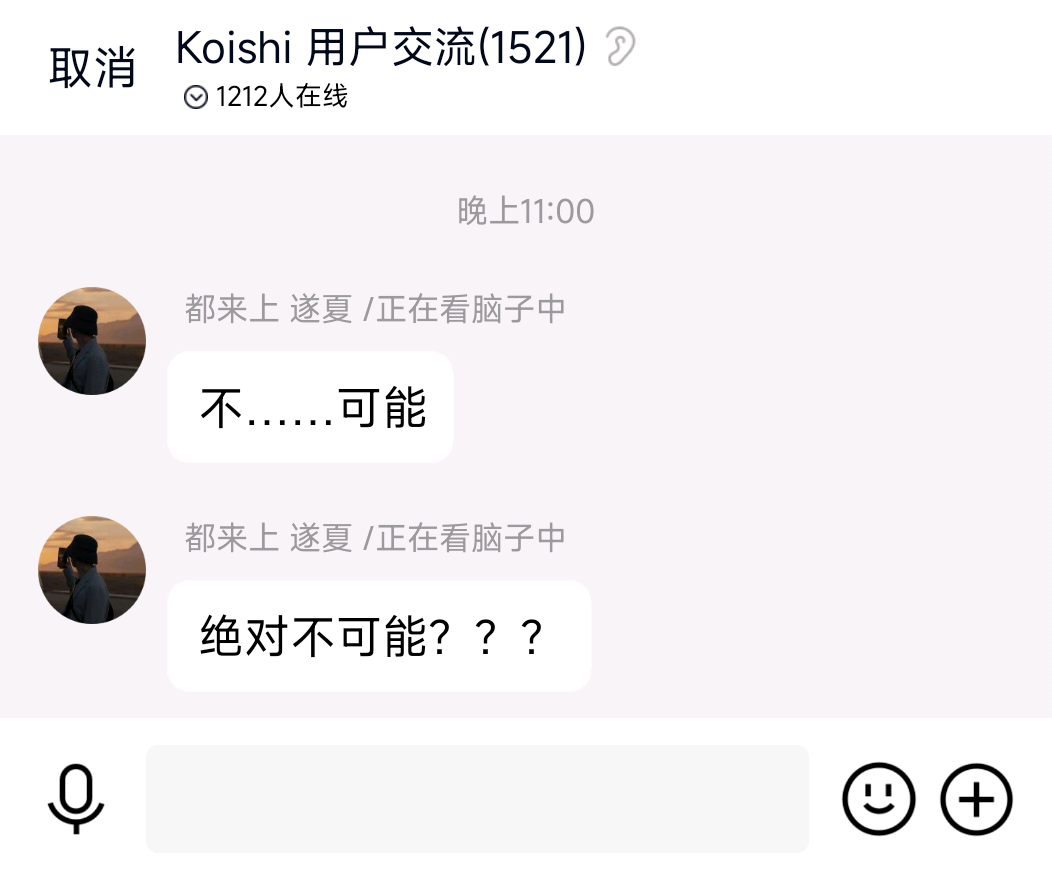 取消
Koishi 用户交流(1521)
1212人在线
晚上11:00
都来上 遂夏 /正在看脑子中
不……可能
都来上 遂夏 /正在看脑子中
绝对不可能？？？